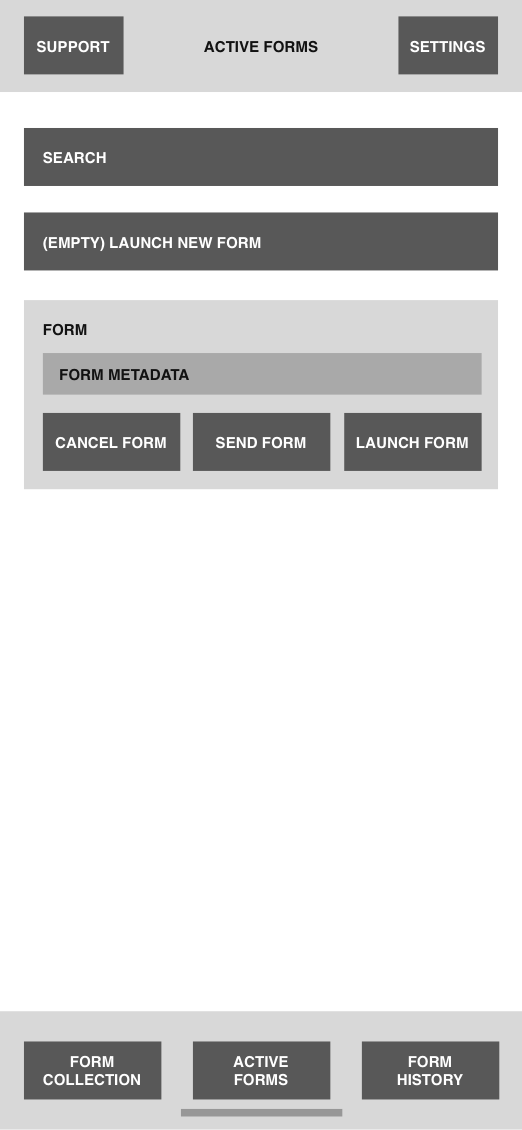 SUPPORT
ACTIVE FORMS
SETTINGS
SEARCH
(EMPTY) LAUNCH NEW FORM
FORM
FORM METADATA
CANCEL FORM
SEND FORM
LAUNCH FORM
FORM
COLLECTION
ACTIVE
FORMS
FORM
HISTORY